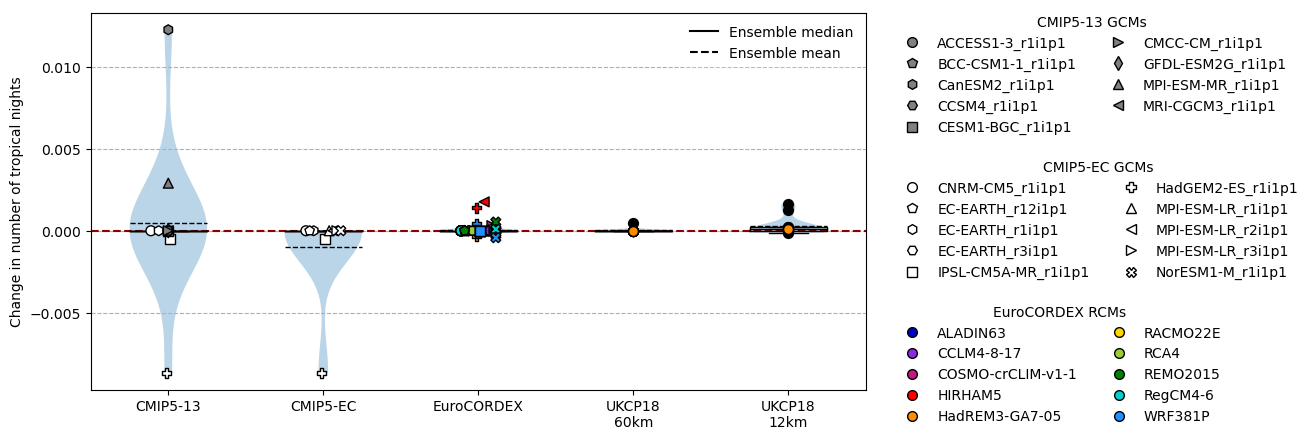 Change in number of tropical nights
0.010
0.005
0.000
−0.005
Ensemble median
Ensemble mean
CMIP5-13
CMIP5-EC
EuroCORDEX
UKCP18
60km
UKCP18
12km
CMIP5-13 GCMs
ACCESS1-3_r1i1p1
BCC-CSM1-1_r1i1p1
CanESM2_r1i1p1
CCSM4_r1i1p1
CESM1-BGC_r1i1p1
CMCC-CM_r1i1p1
GFDL-ESM2G_r1i1p1
MPI-ESM-MR_r1i1p1
MRI-CGCM3_r1i1p1
CMIP5-EC GCMs
CNRM-CM5_r1i1p1
EC-EARTH_r12i1p1
EC-EARTH_r1i1p1
EC-EARTH_r3i1p1
IPSL-CM5A-MR_r1i1p1
HadGEM2-ES_r1i1p1
MPI-ESM-LR_r1i1p1
MPI-ESM-LR_r2i1p1
MPI-ESM-LR_r3i1p1
NorESM1-M_r1i1p1
EuroCORDEX RCMs
ALADIN63
CCLM4-8-17
COSMO-crCLIM-v1-1
HIRHAM5
HadREM3-GA7-05
RACMO22E
RCA4
REMO2015
RegCM4-6
WRF381P